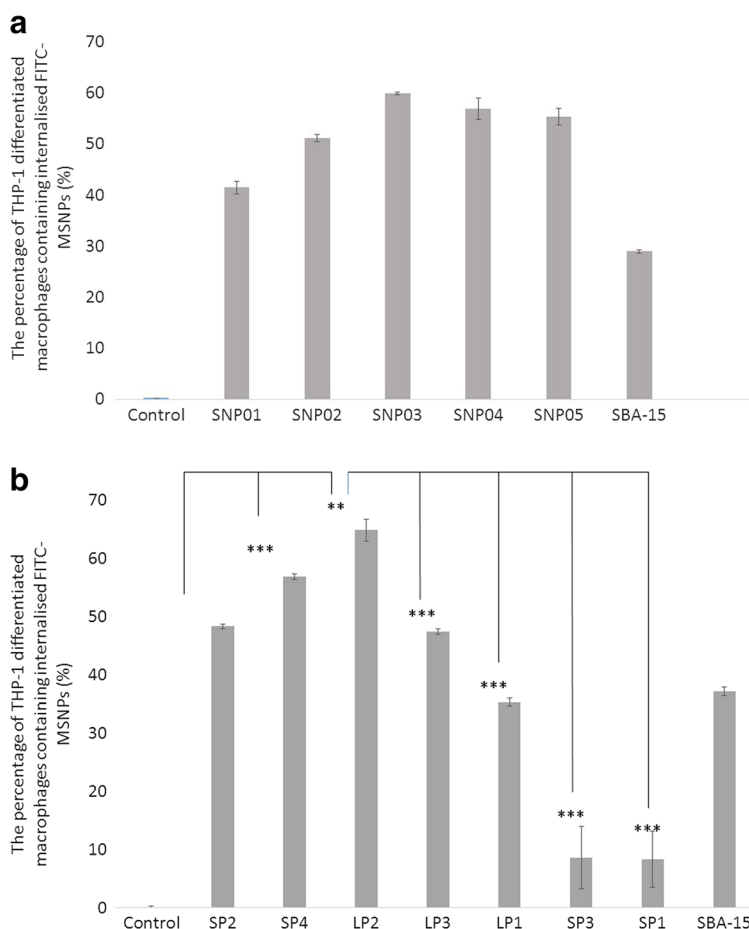 a
The percentage of THP-1 differentiated
macrophages containing internalised FITC-
MSNPs (%)
70
60
50
40
30
20
10
0
Control SNP01 SNP02 SNP03 SNP04 SNP05 SBA-15
b
The percentage of THP-1 differentiated
macrophages containing internalised FITC-
MSNPs (%)
70
60
50
40
30
20
10
0
**
***
***
***
***
***
Control SP2 SP4 LP2 LP3 LP1 SP3 SP1 SBA-15